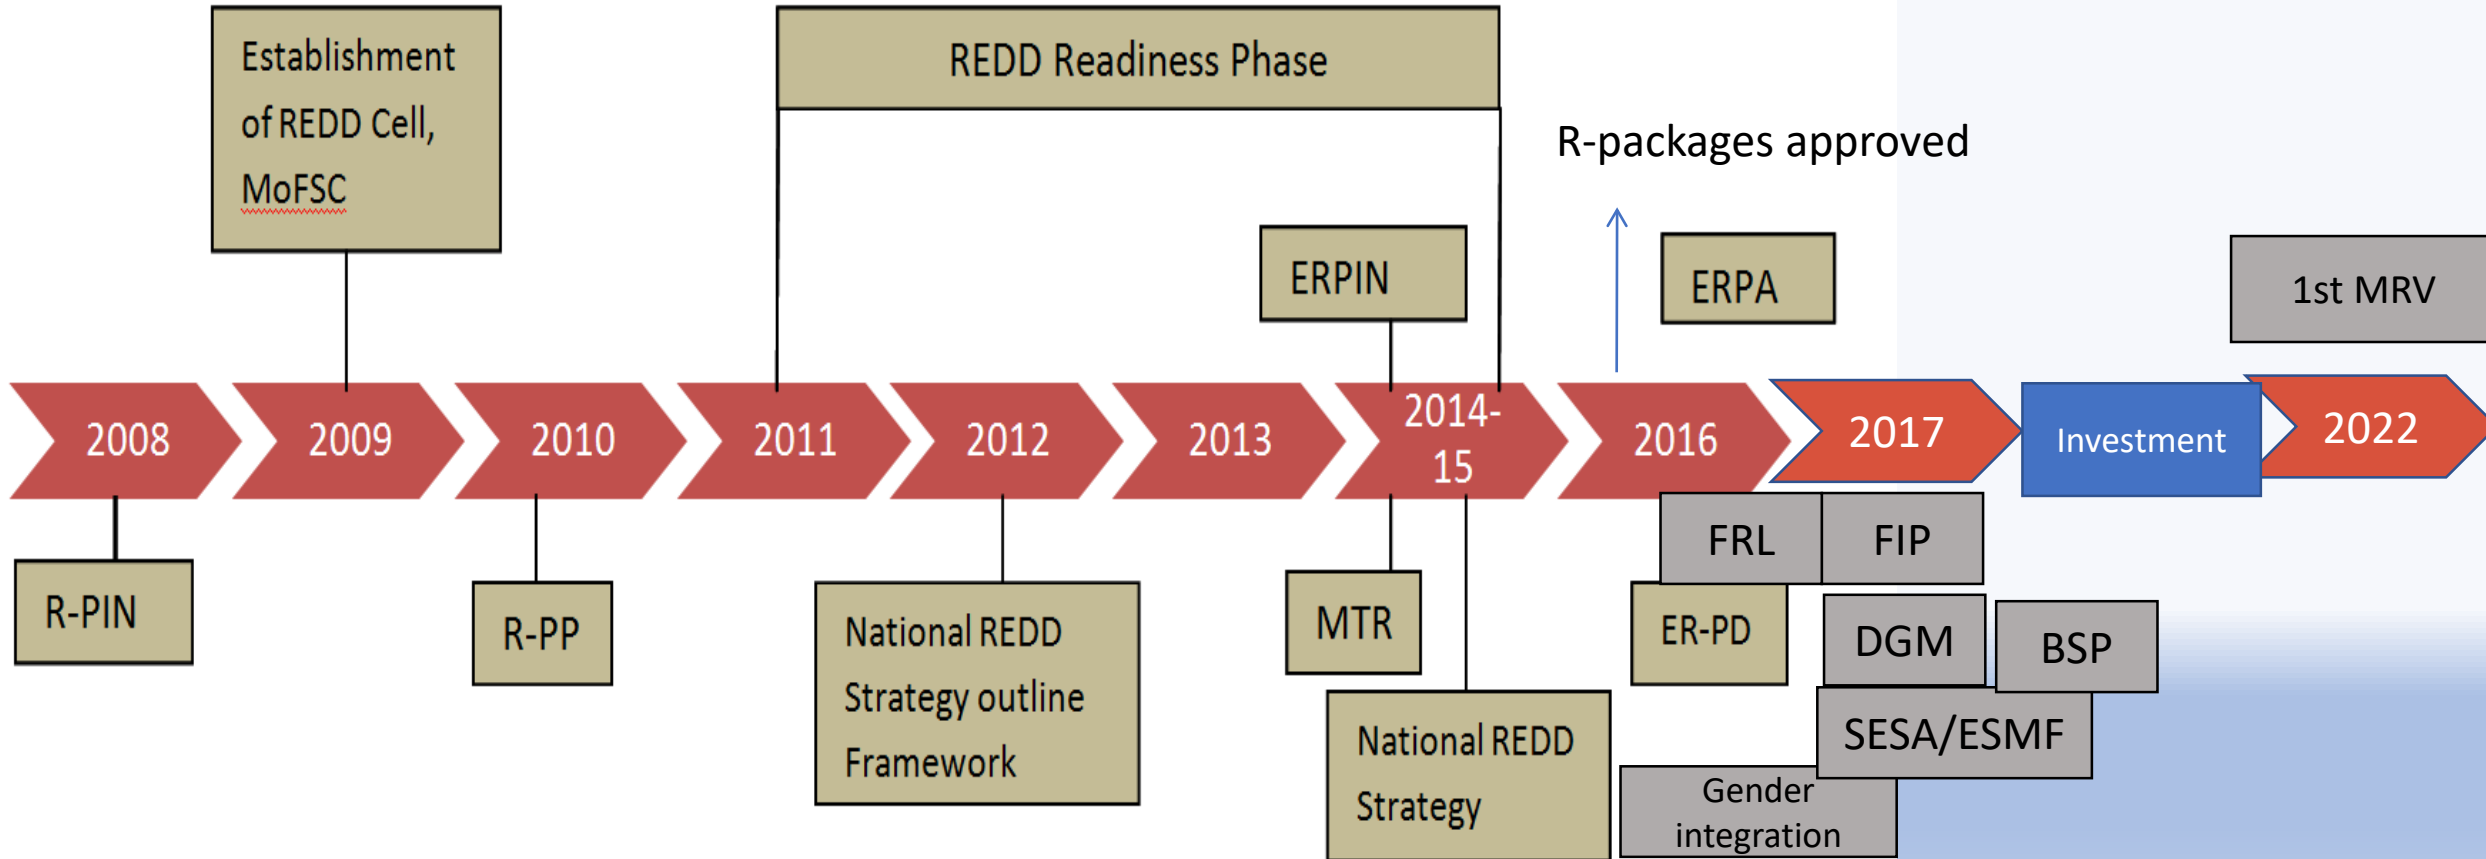 Establishment
of REDD Cell,
MoFSC
REDD Readiness Phase
R-packages approved
ERPIN
ERPA
1st MRV
2008
2009
2010
2011
2012
2013
2014-
15
2016
2017
Investment
2022
R-PIN
R-PP
National REDD
Strategy outline
Framework
MTR
National REDD
Strategy
FRL
FIP
ER-PD
DGM
BSP
SESA/ESMF
Gender
integration